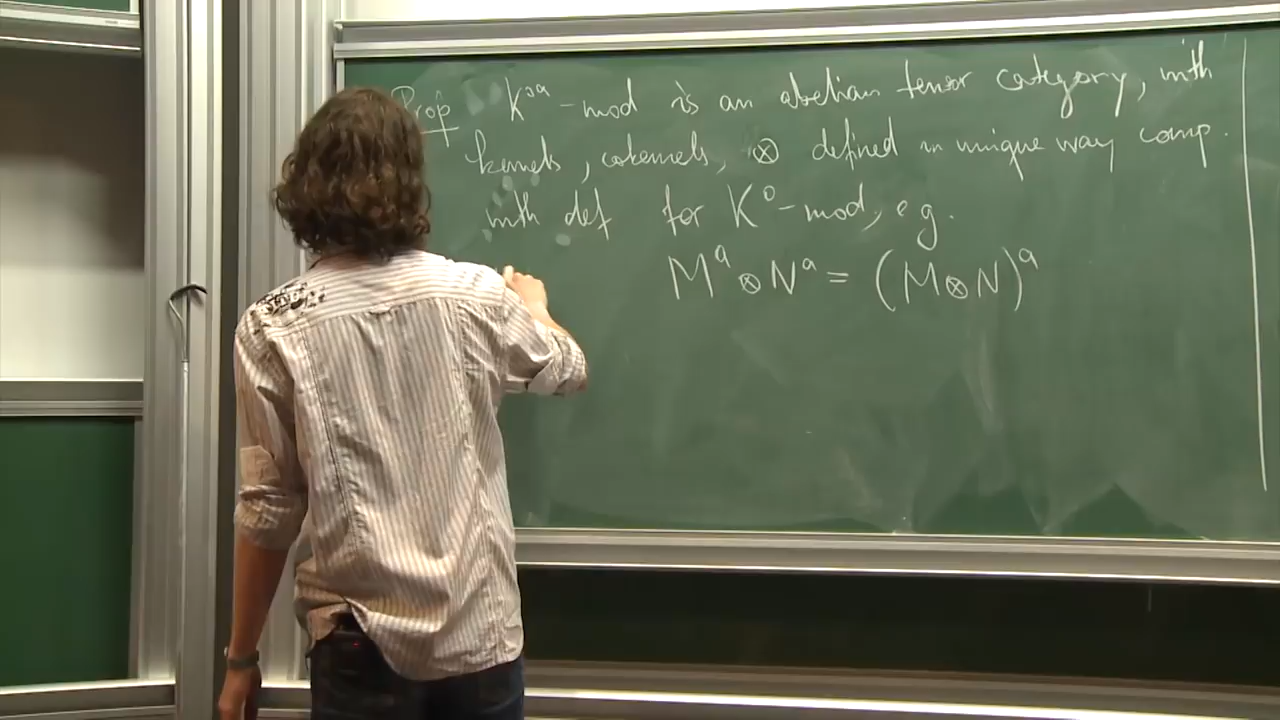 Prop K^{oa}-mod is an abelian tensor category, with
kernels, cokernels, ⊗ defined in unique way comp.
with def for K^o-mod, e.g.
M^a ⊗ N^a = (M ⊗ N)^a